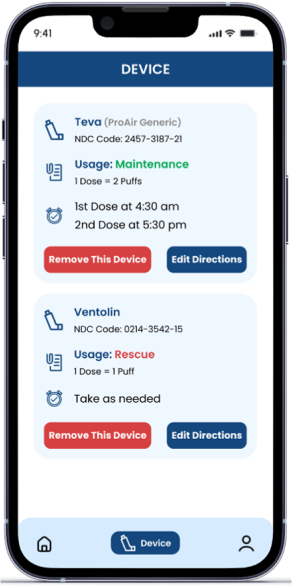 9:41
DEVICE
Teva (ProAir Generic)
NDC Code: 2457-3187-21
Usage: Maintenance
1 Dose = 2 Puffs
1st Dose at 4:30 am
2nd Dose at 5:30 pm
Remove This Device Edit Directions
Ventolin
NDC Code: 0214-3542-15
Usage: Rescue
1 Dose = 1 Puff
Take as needed
Remove This Device Edit Directions
Device